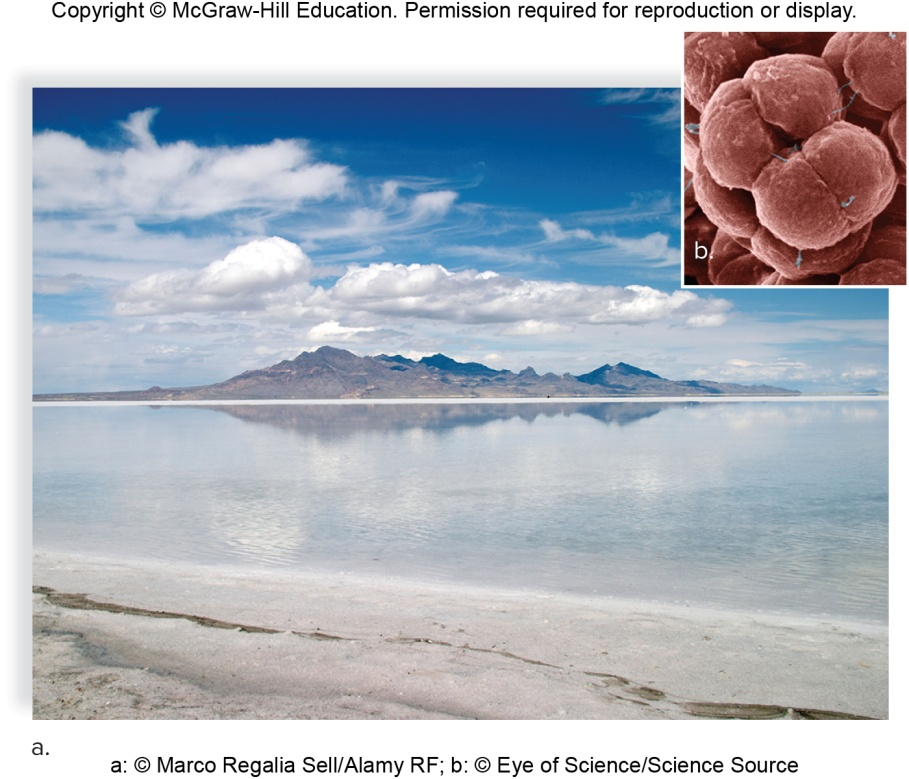 Copyright © McGraw-Hill Education. Permission required for reproduction or display.
b.
a.
a: © Marco Regalia Sell/Alamy RF; b: © Eye of Science/Science Source